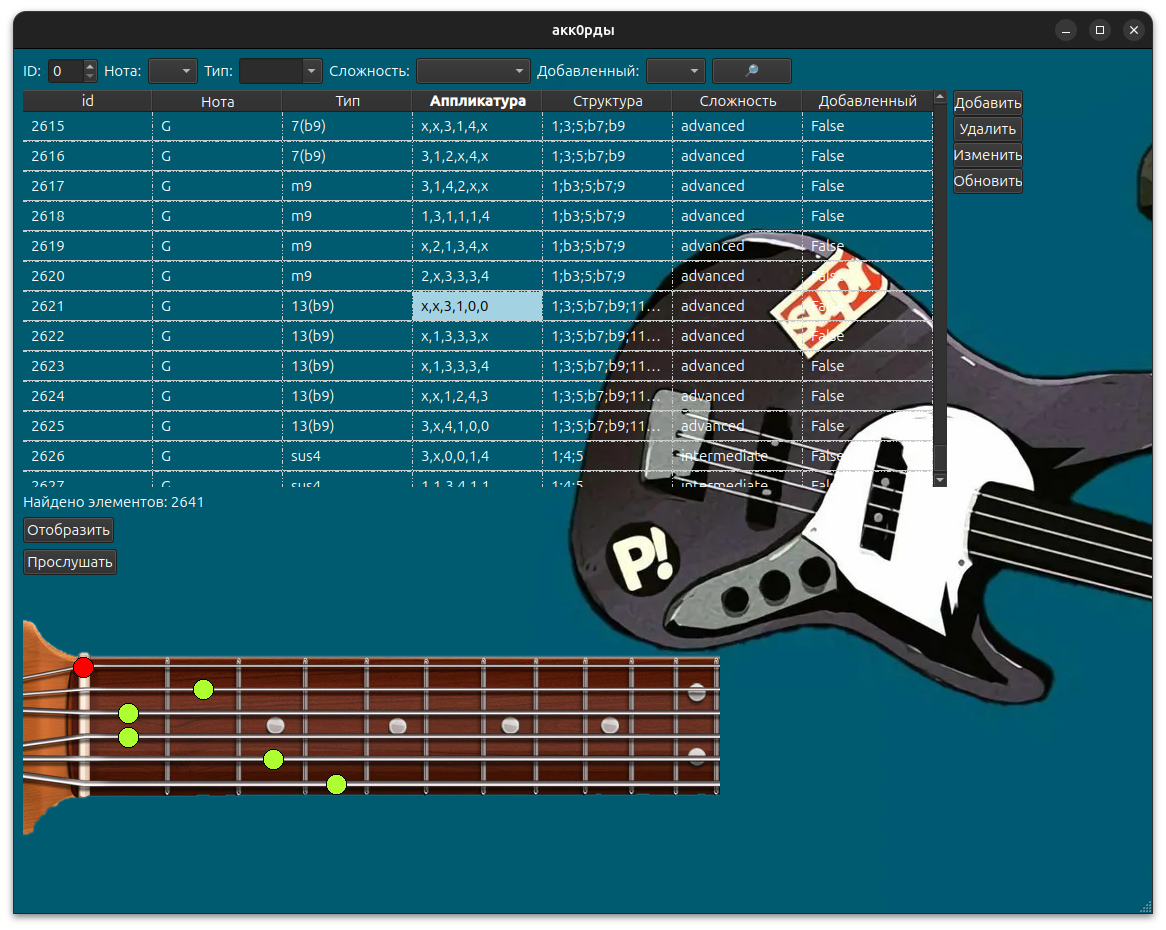 аккОрды
ID: 0 Нота: Тип: Сложность: Добавленный:
id Нота Тип Аппликатура Структура Сложность Добавленный
2615 G 7(b9) x,x,3,1,4,x 1;3;5;b7;b9 advanced False
2616 G 7(b9) 3,1,2,x,4,x 1;3;5;b7;b9 advanced False
2617 G m9 3,1,4,2,x,x 1;b3;5;b7;9 advanced False
2618 G m9 1,3,1,1,1,4 1;b3;5;b7;9 advanced False
2619 G m9 x,2,1,3,4,x 1;b3;5;b7;9 advanced False
2620 G m9 2,x,3,3,3,4 1;b3;5;b7;9 advanced False
2621 G 13(b9) x,x,3,1,0,0 1;3;5;b7;b9;11... advanced False
2622 G 13(b9) x,1,3,3,3,x 1;3;5;b7;b9;11... advanced False
2623 G 13(b9) x,1,3,3,3,4 1;3;5;b7;b9;11... advanced False
2624 G 13(b9) x,x,1,2,4,3 1;3;5;b7;b9;11... advanced False
2625 G 13(b9) 3,x,4,1,0,0 1;3;5;b7;b9;11... advanced False
2626 G sus4 3,x,0,0,1,4 1;4;5 intermediate False
2627 G sus4 1,1,3,4,1,1 1;4;5 intermediate False
Добавить
Удалить
Изменить
Обновить
Найдено элементов: 2641
Отобразить
Прослушать
P!